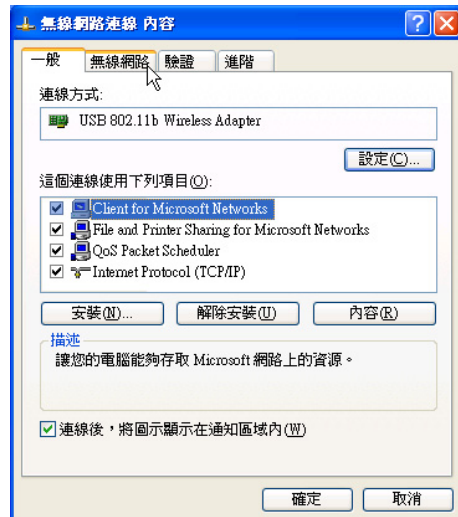 無線網路連線 內容
一般 無線網路 驗證 進階
連線方式:
USB 802.11b Wireless Adapter
設定(C)...
這個連線使用下列項目(O):
Client for Microsoft Networks
File and Printer Sharing for Microsoft Networks
QoS Packet Scheduler
Internet Protocol (TCP/IP)
安裝(N)... 解除安裝(U) 內容(R)
描述
讓您的電腦能夠存取 Microsoft 網路上的資源。
連線後，將圖示顯示在通知區域內(W)
確定 取消